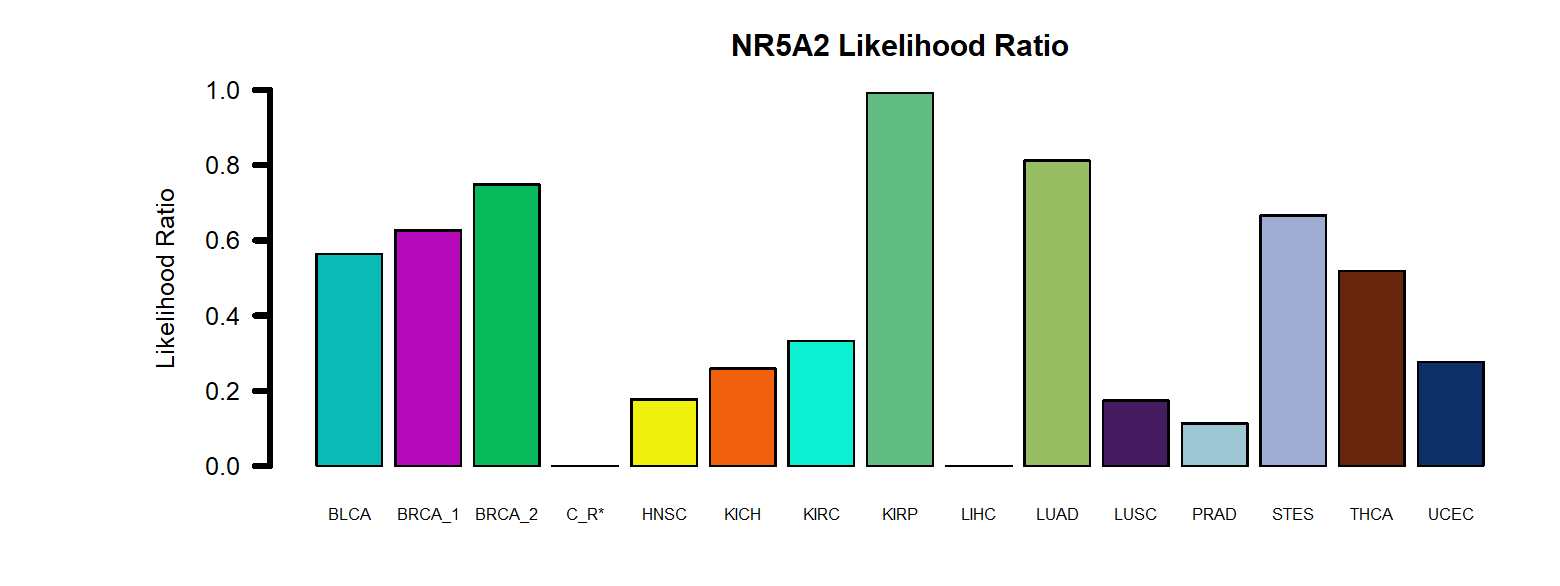 NR5A2 Likelihood Ratio
Likelihood Ratio
1.0
0.8
0.6
0.4
0.2
0.0
BLCA BRCA_1 BRCA_2 C_R* HNSC KICH KIRC KIRP LIHC LUAD LUSC PRAD STES THCA UCEC